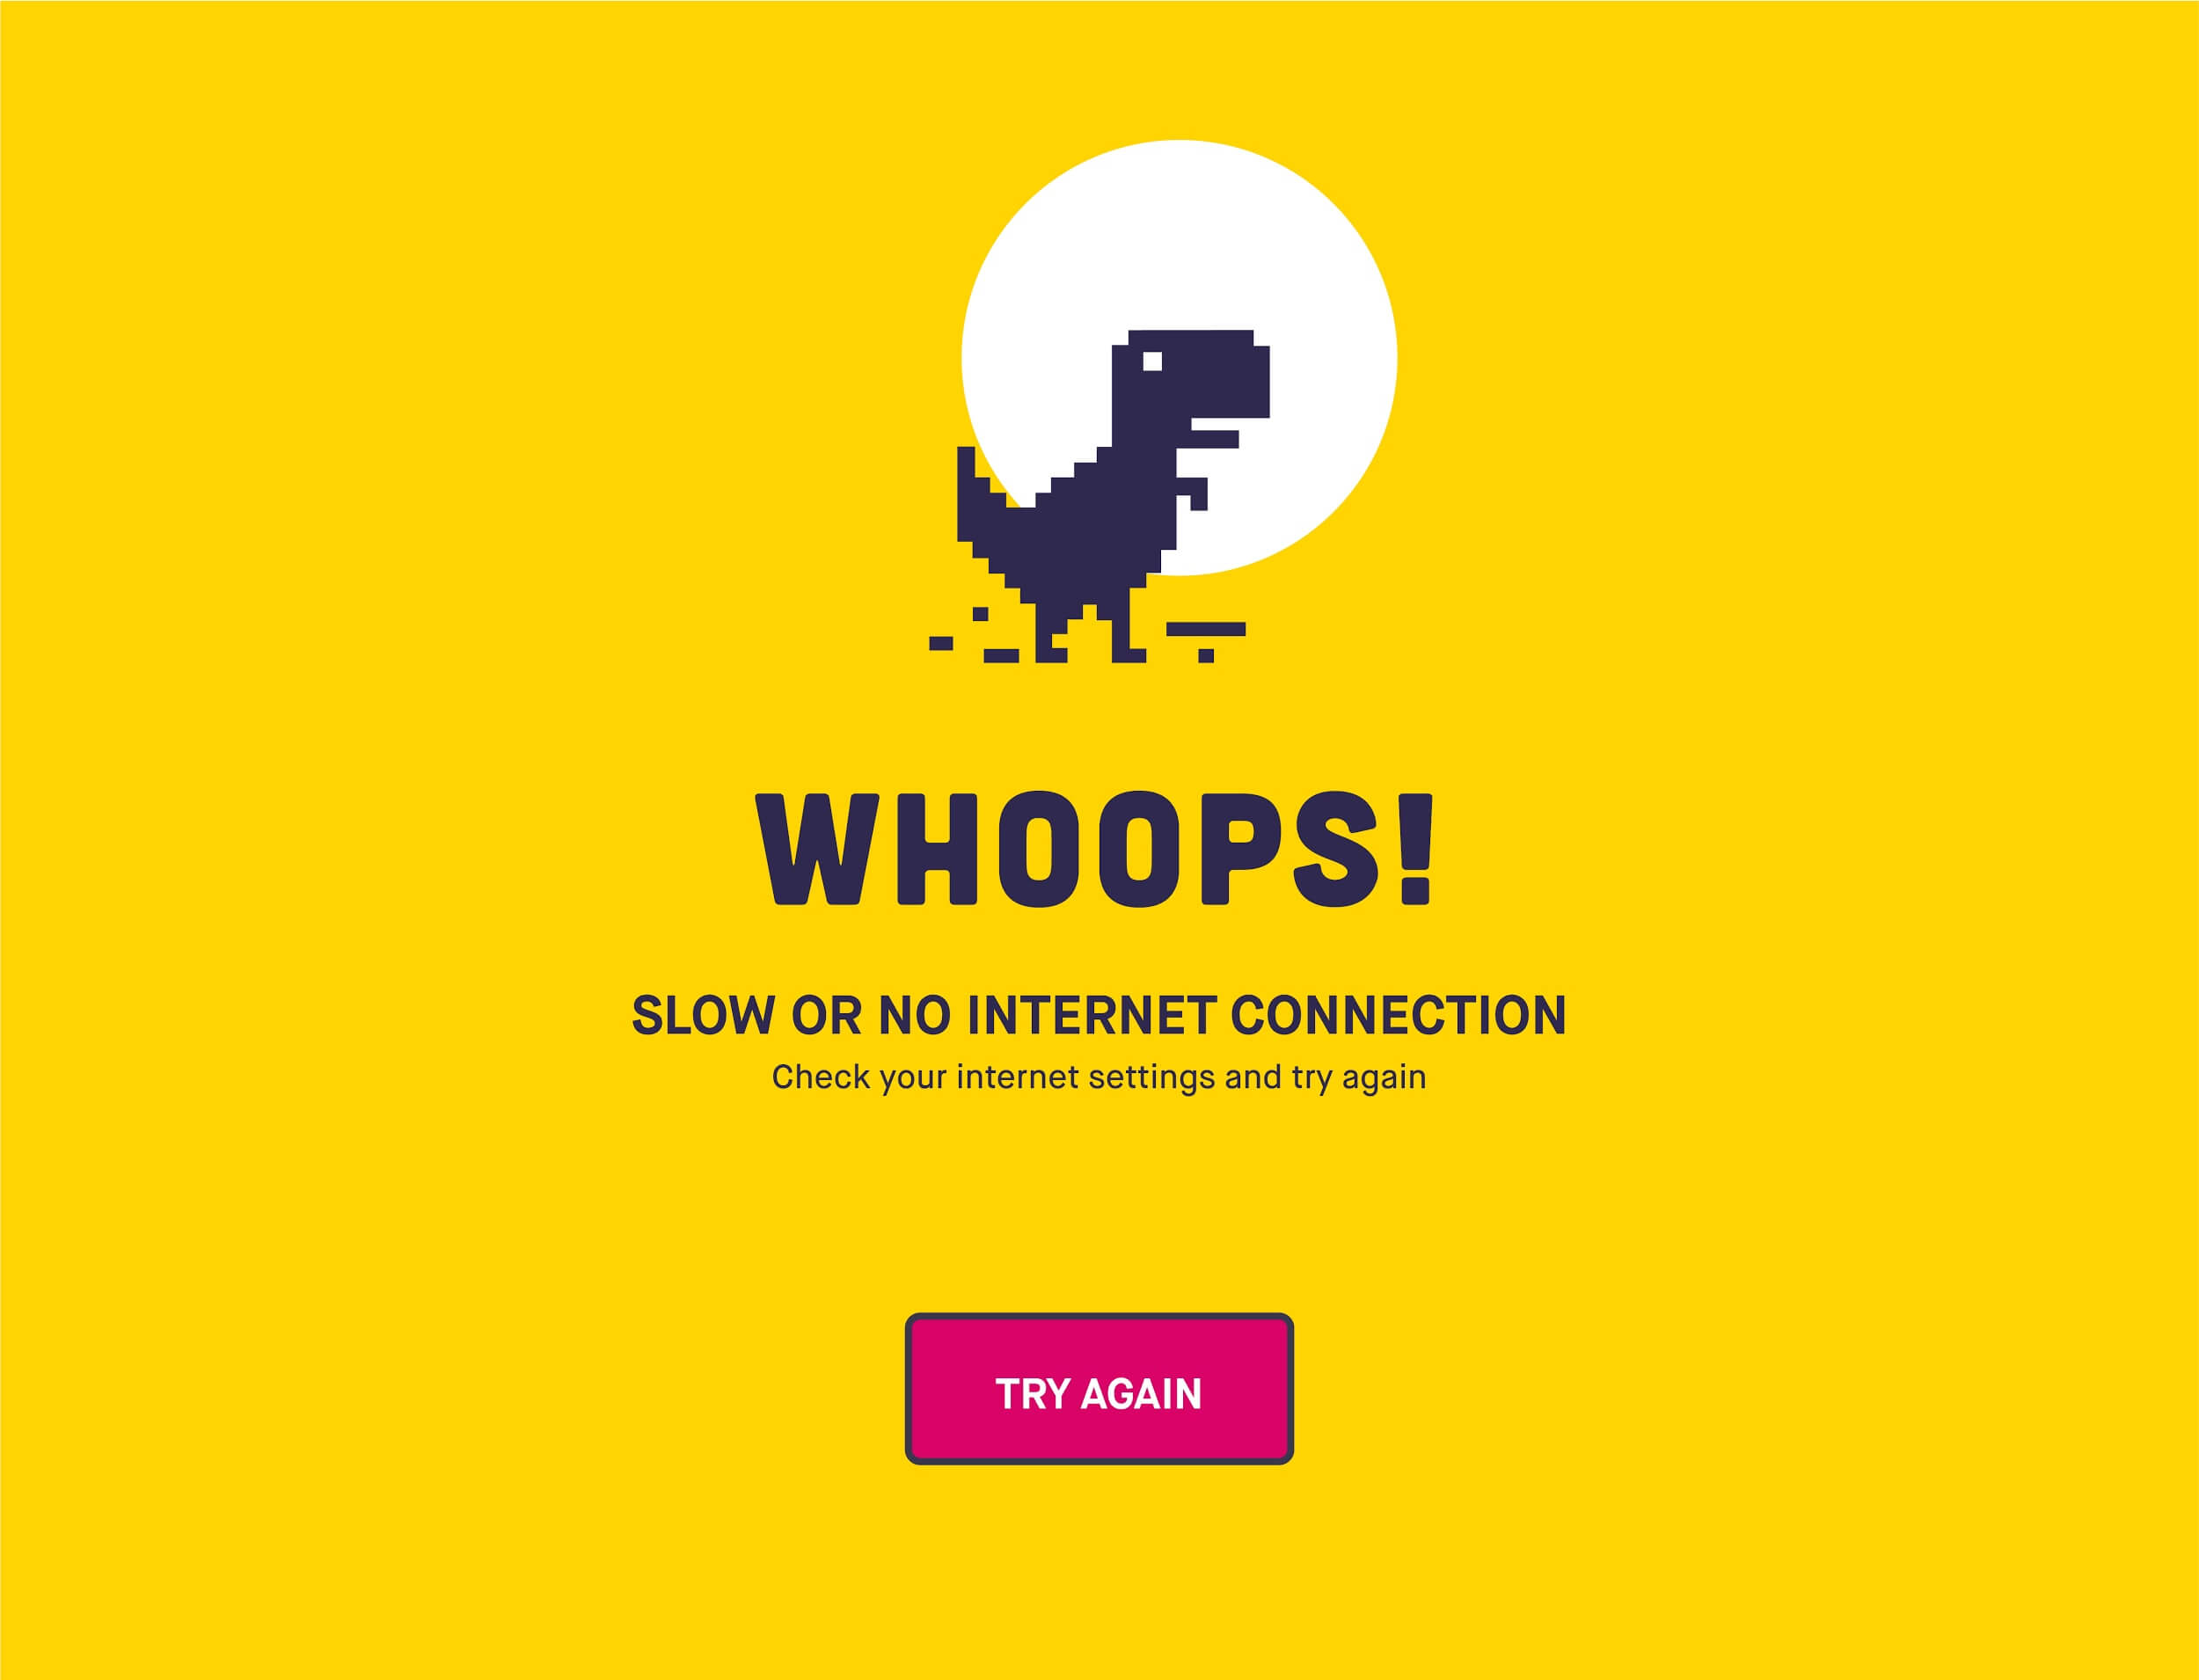 WHOOPS!
SLOW OR NO INTERNET CONNECTION
Check your internet settings and try again
TRY AGAIN